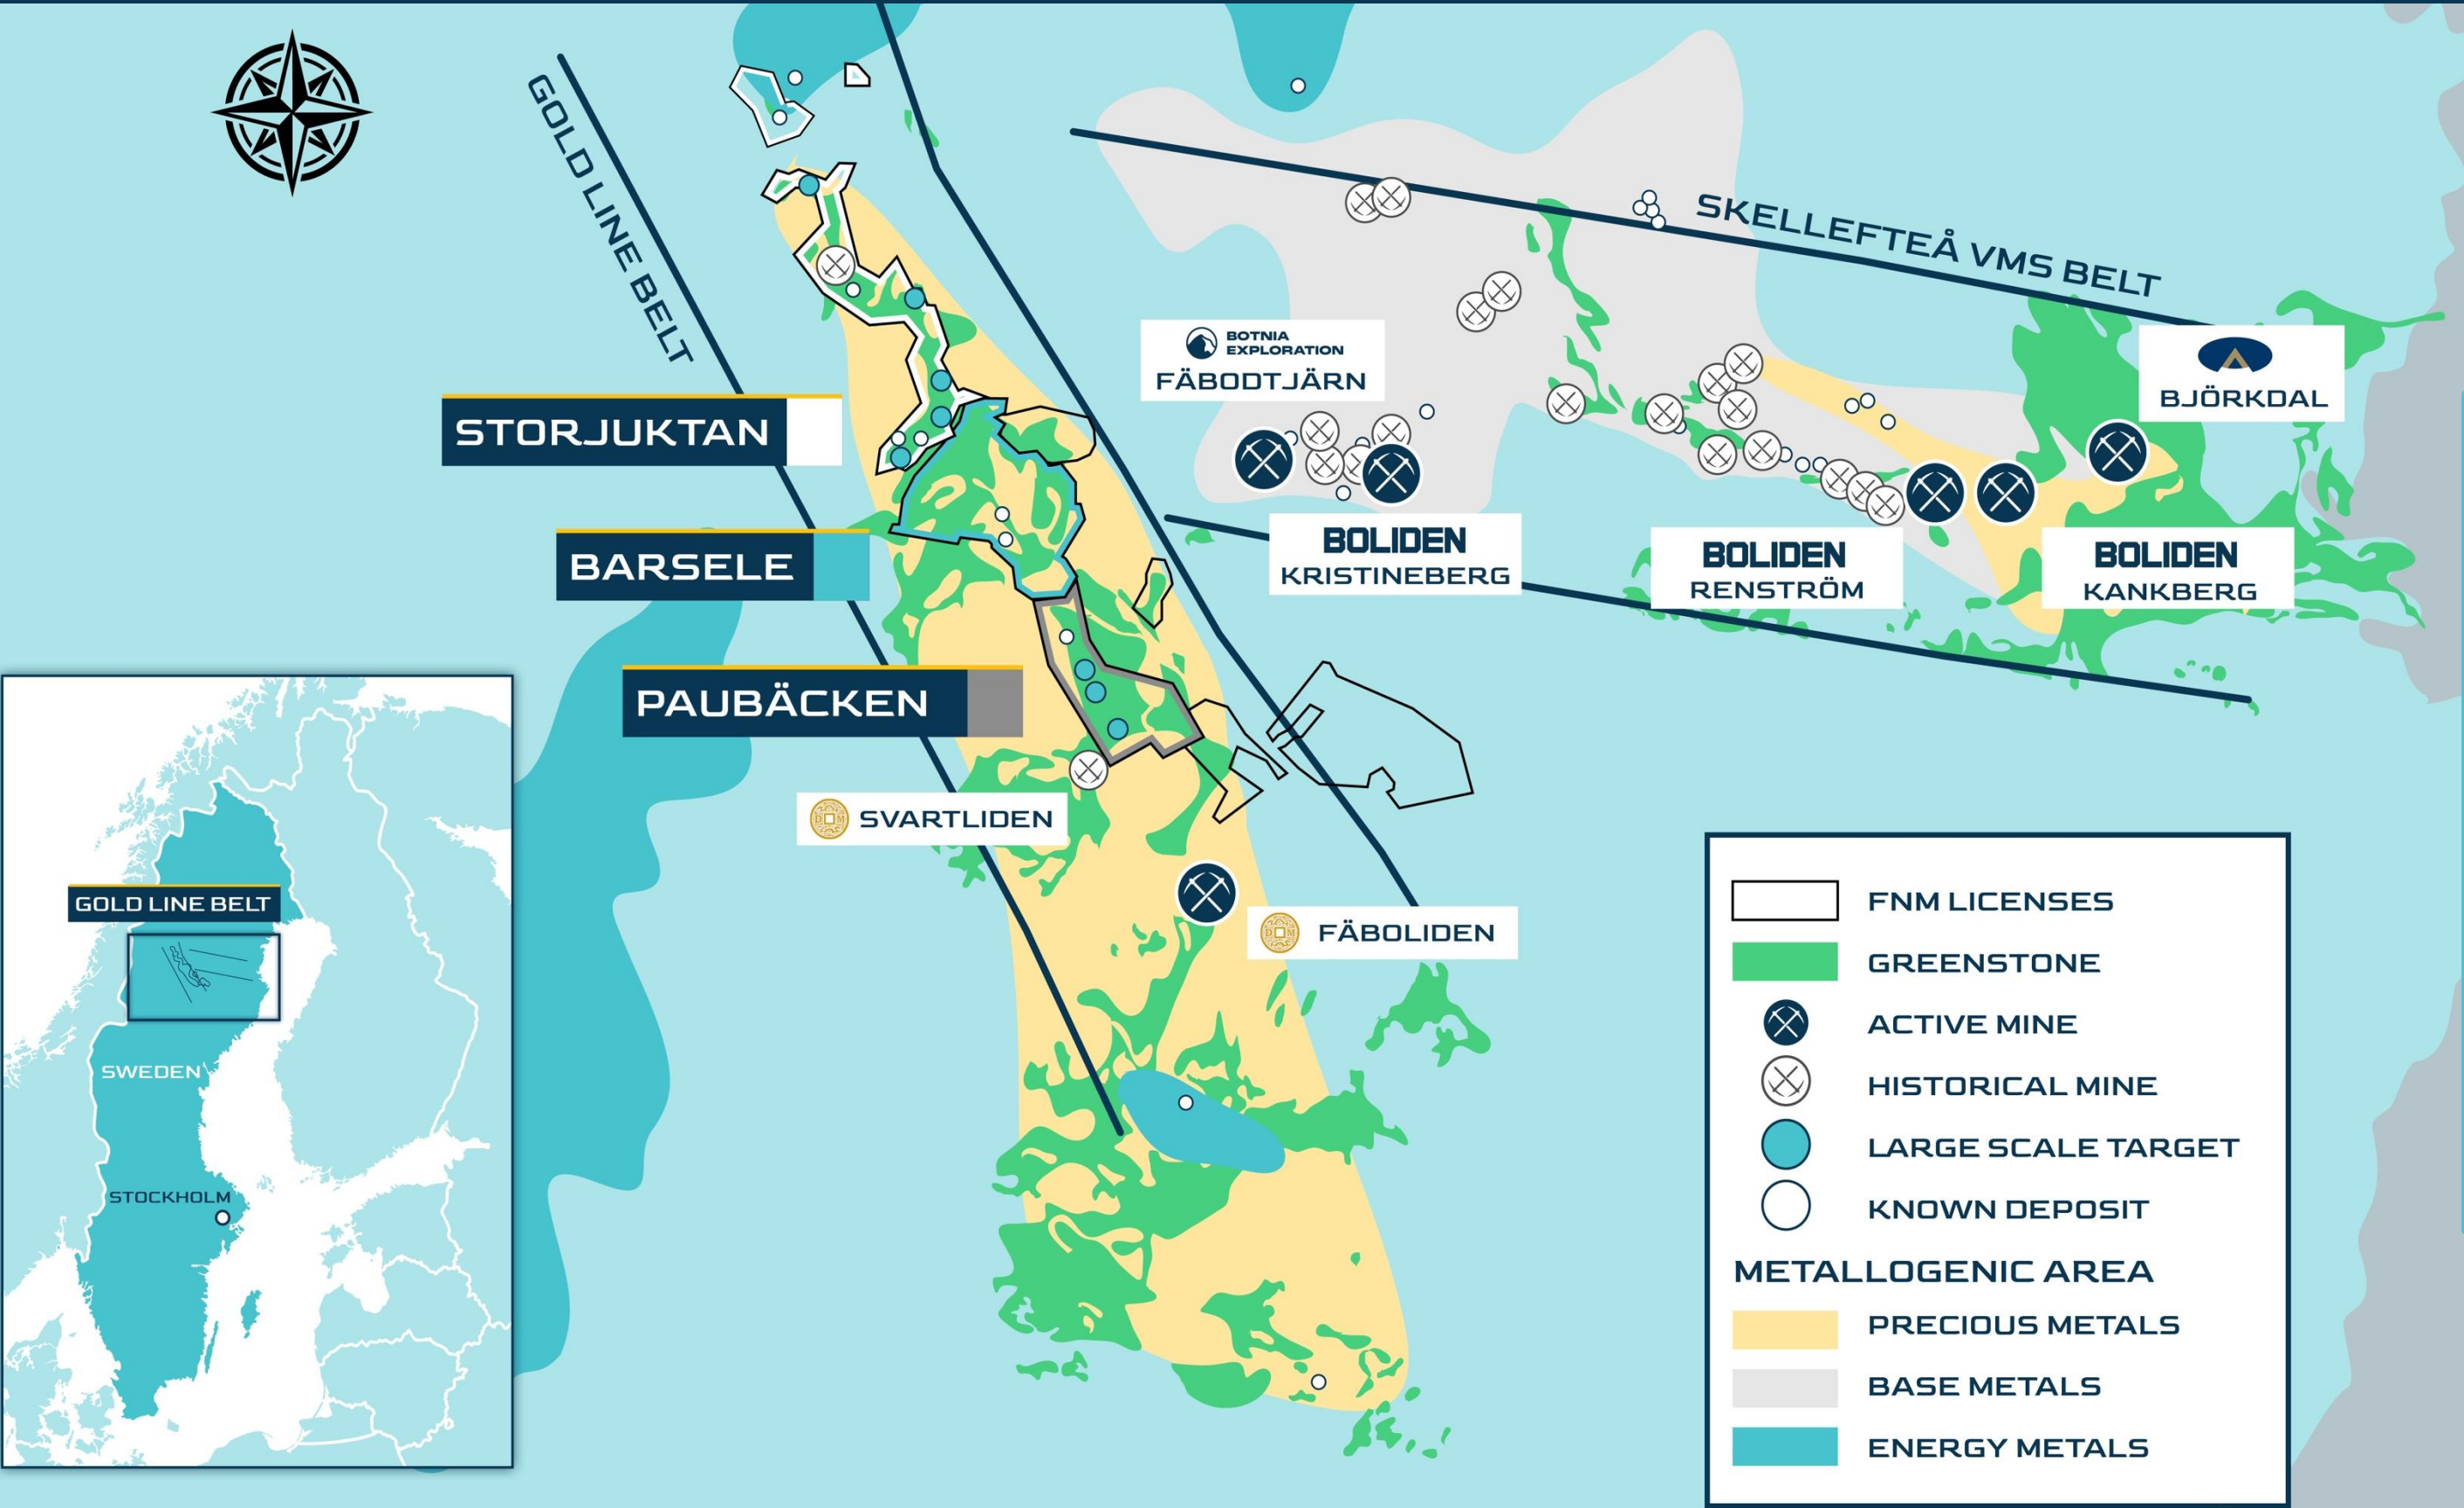 GOLD LINE BELT
SKELLEFTEÅ VMS BELT
BOTNIA
EXPLORATION
FÄBODTJÄRN
BJÖRKDAL
STORJUKTAN
BARSELE
BOLIDEN
KRISTINEBERG
BOLIDEN
RENSTRÖM
BOLIDEN
KANKBERG
PAUBÄCKEN
D M
SVARTLIDEN
D M
FÄBOLIDEN
GOLD LINE BELT
SWEDEN
STOCKHOLM
FNM LICENSES
GREENSTONE
ACTIVE MINE
HISTORICAL MINE
LARGE SCALE TARGET
KNOWN DEPOSIT
METALLOGENIC AREA
PRECIOUS METALS
BASE METALS
ENERGY METALS